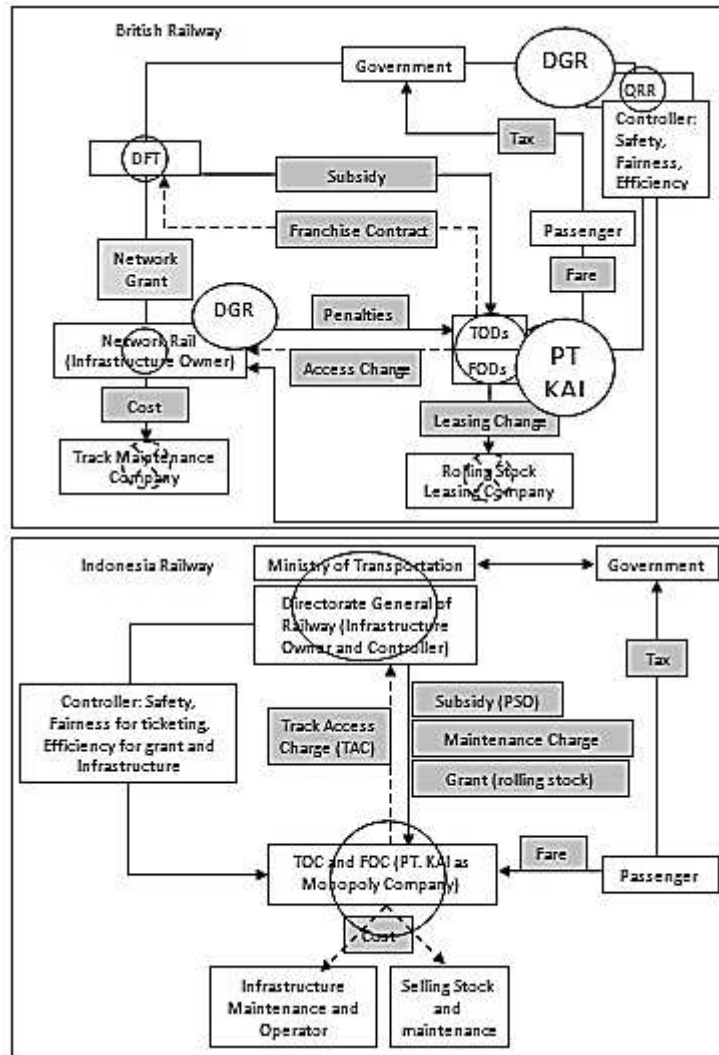 British Railway
Government
DGR
QRR
Controller:
Safety,
Fairness,
Efficiency
Tax
DFT
Subsidy
Franchise Contract
Passenger
Network
Grant
Fare
DGR
Penalties
TODs
Network Rail
(Infrastructure Owner)
Access Change
FODs
PT
KAI
Cost
Leasing Change
Track Maintenance
Company
Rolling Stock
Leasing Company
Indonesia Railway
Ministry of Transportation
Government
Directorate General of
Railway (Infrastructure
Owner and Controller)
Tax
Controller: Safety,
Fairness for ticketing,
Efficiency for grant and
Infrastructure
Track Access
Charge (TAC)
Subsidy (PSO)
Maintenance Charge
Grant (rolling stock)
TOC and FOC (PT. KAI as
Monopoly Company)
Fare
Passenger
Cost
Infrastructure
Maintenance and
Operator
Selling Stock
and
maintenance